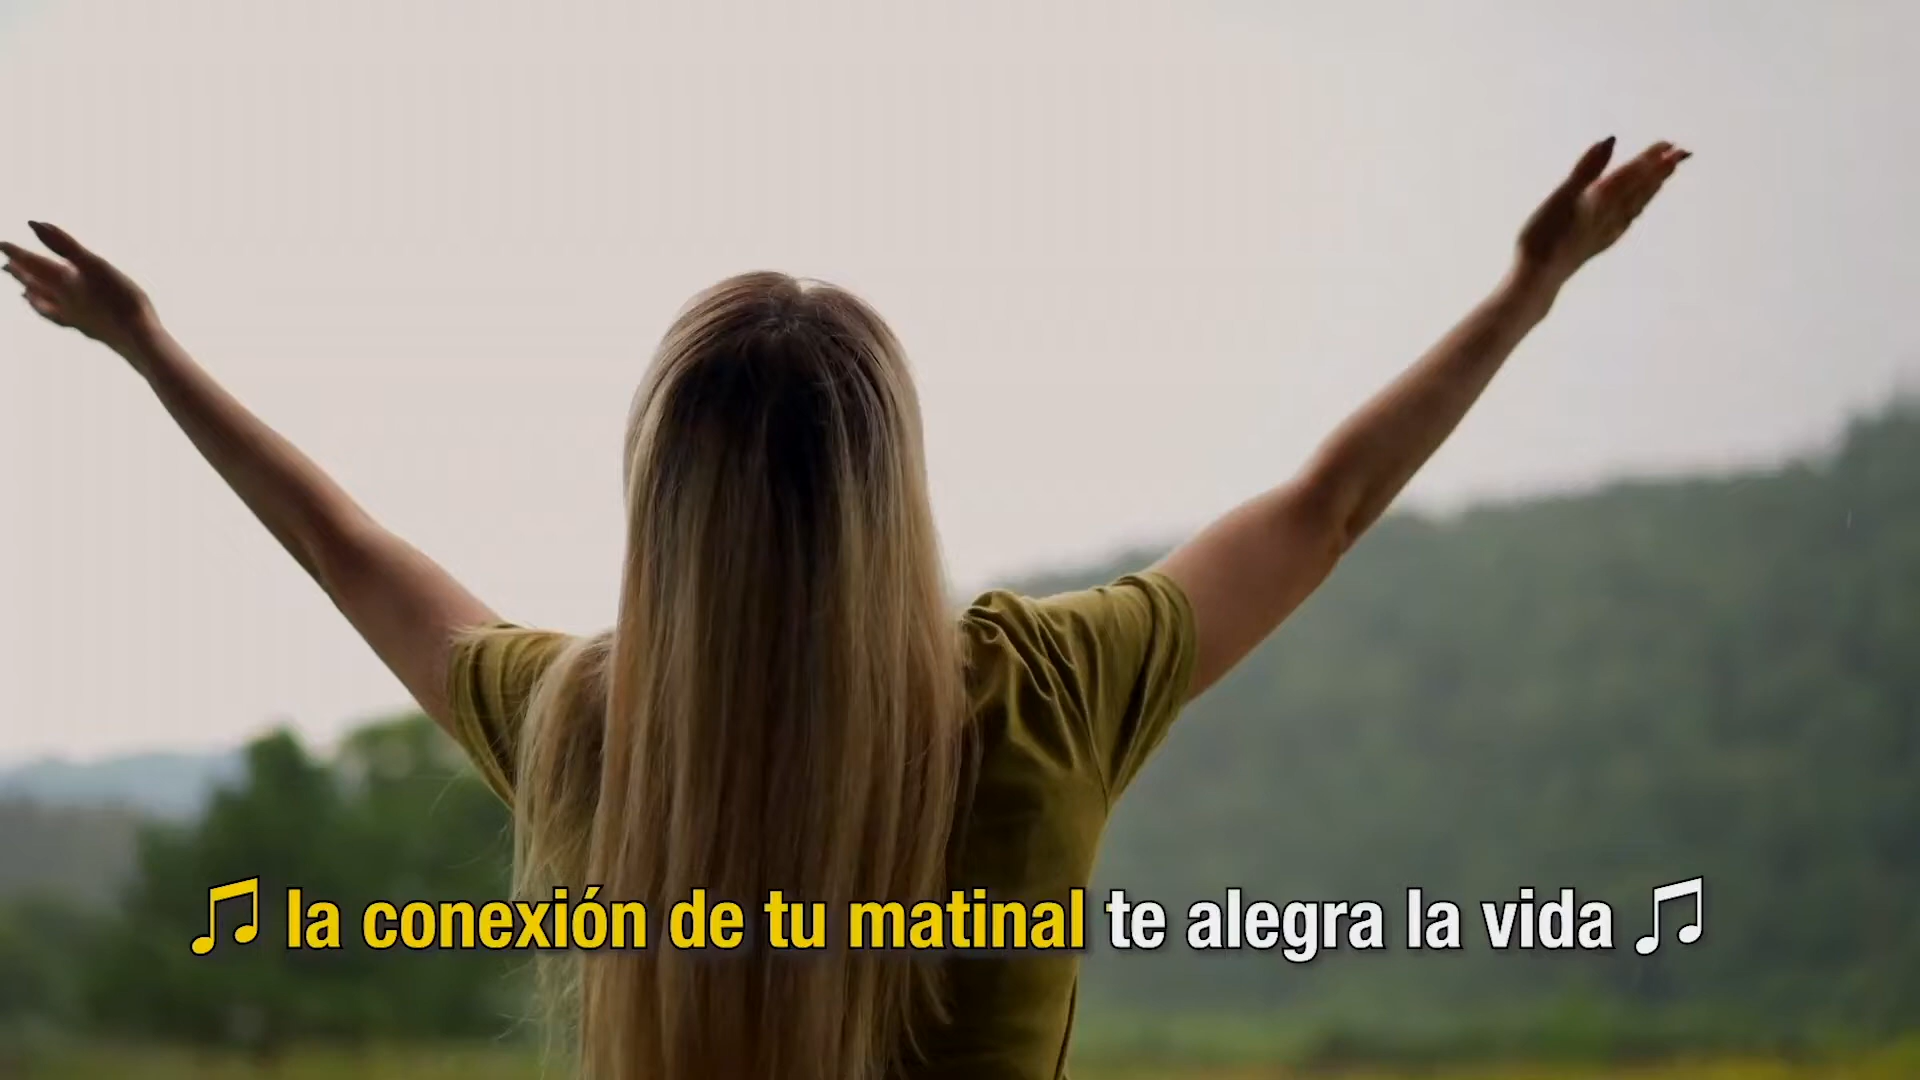 ♫ la conexión de tu matinal te alegra la vida ♫